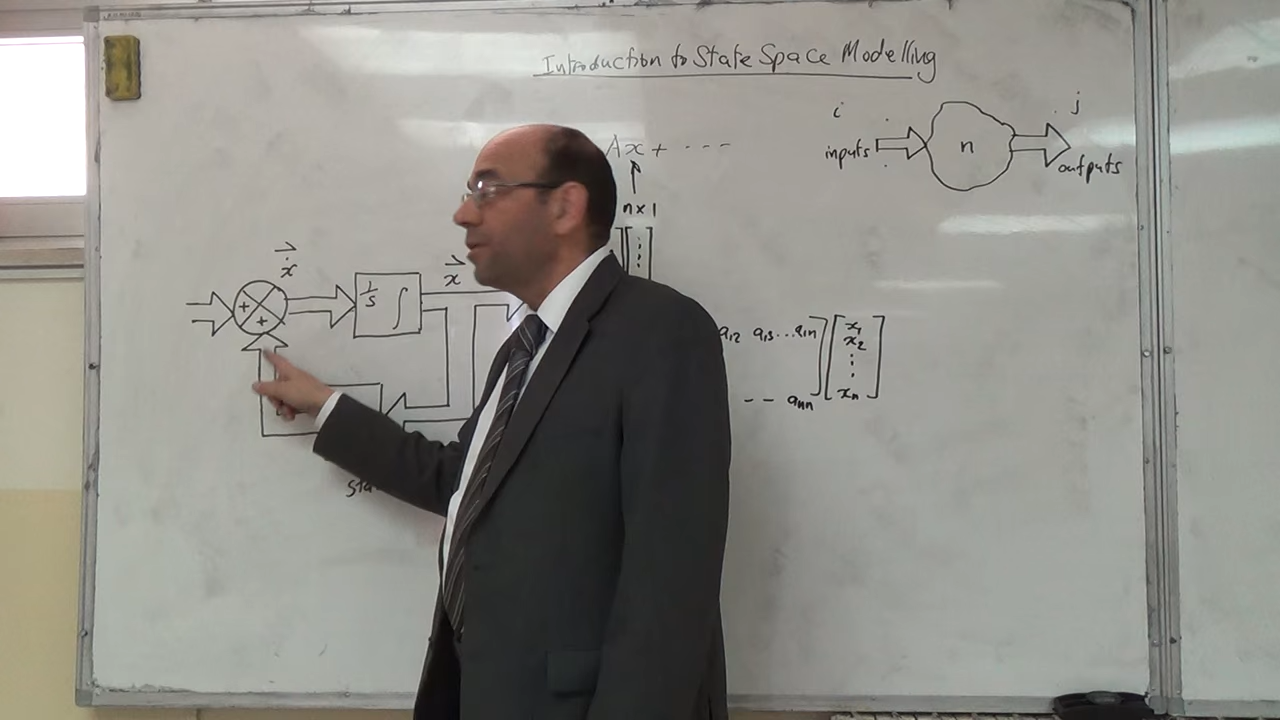 Introduction to State Space Modelling
i
j
inputs
n
outputs
Ax + - - -
n x 1
ẋ
x
+
+
1/s ∫
a12 a13 ... a1n
x1
x2
⋮
xn
- - ann